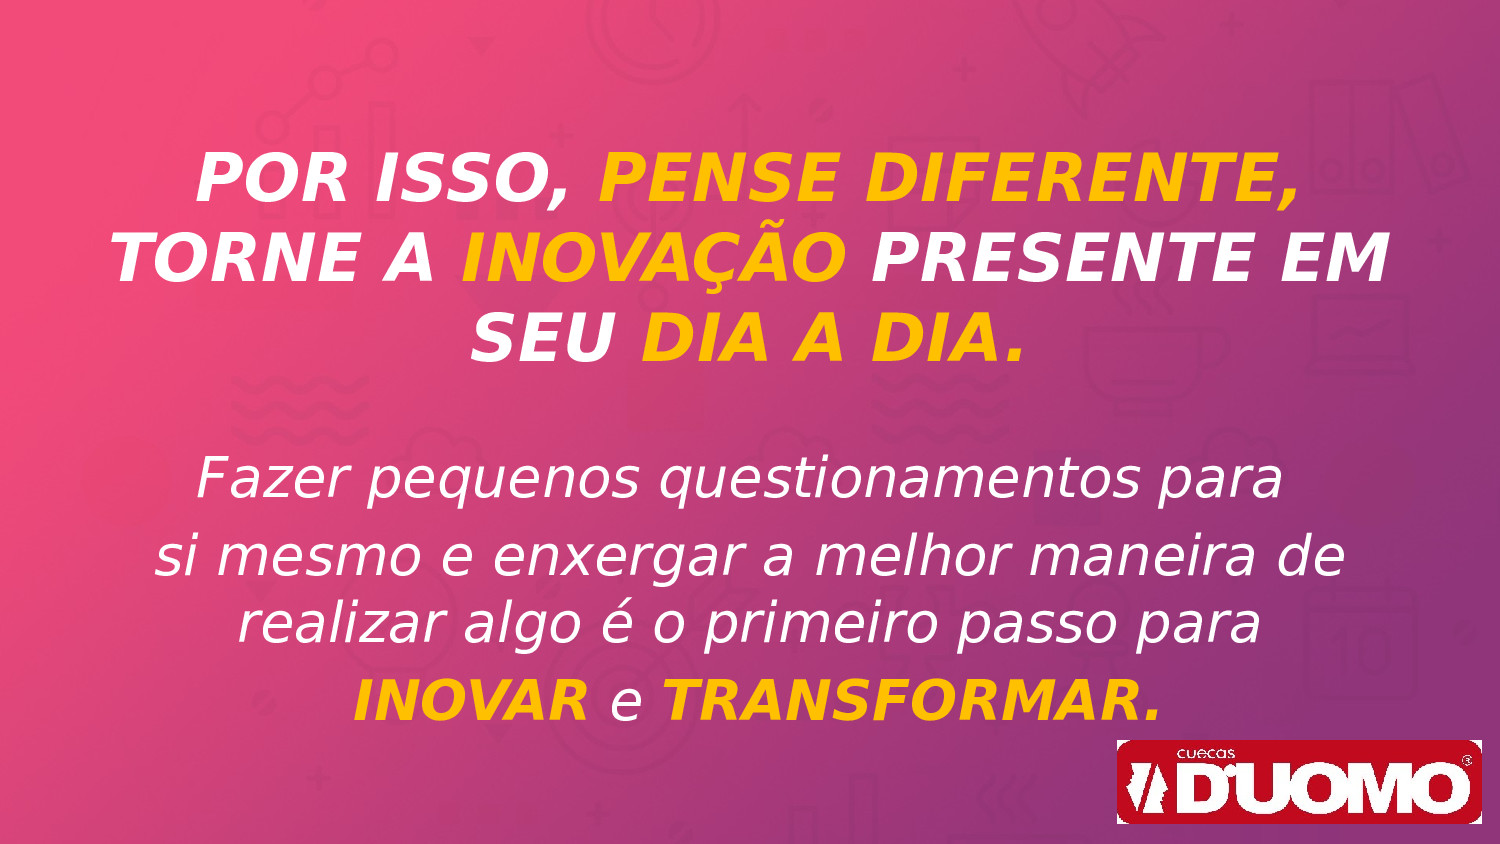 POR ISSO, PENSE DIFERENTE,
TORNE A INOVAÇÃO PRESENTE EM
SEU DIA A DIA.
Fazer pequenos questionamentos para
si mesmo e enxergar a melhor maneira de
realizar algo é o primeiro passo para
INOVAR e TRANSFORMAR.
10
cuecas
D'UOMO®